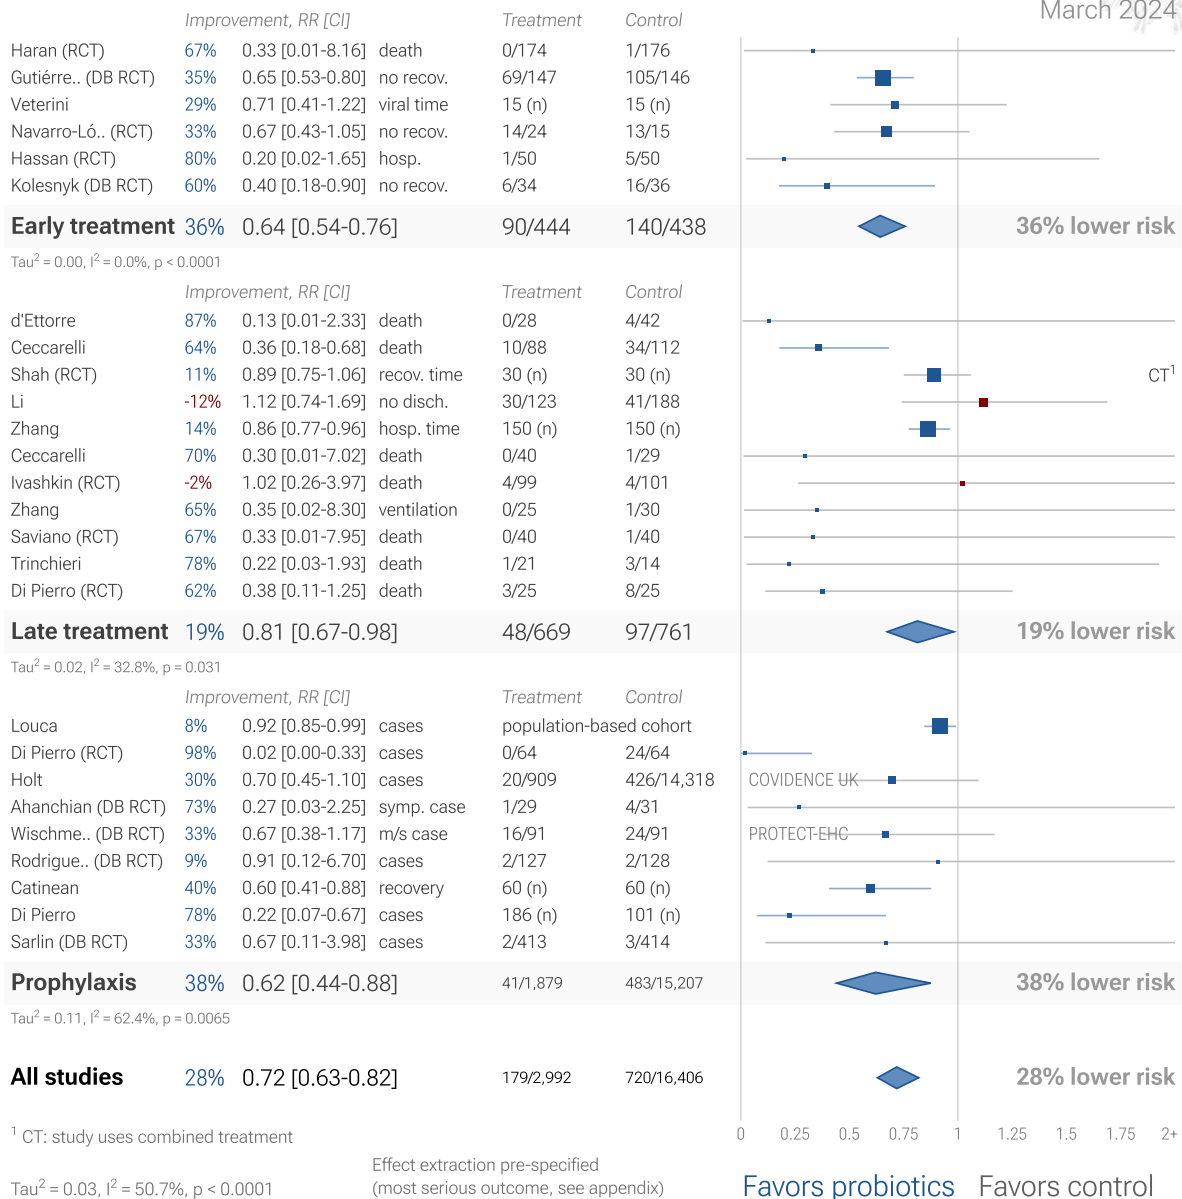 March 2024
Improvement, RR [CI] Treatment Control
Haran (RCT) 67% 0.33 [0.01-8.16] death 0/174 1/176
Gutiérre.. (DB RCT) 35% 0.65 [0.53-0.80] no recov. 69/147 105/146
Veterini 29% 0.71 [0.41-1.22] viral time 15 (n) 15 (n)
Navarro-Ló.. (RCT) 33% 0.67 [0.43-1.05] no recov. 14/24 13/15
Hassan (RCT) 80% 0.20 [0.02-1.65] hosp. 1/50 5/50
Kolesnyk (DB RCT) 60% 0.40 [0.18-0.90] no recov. 6/34 16/36
Early treatment 36% 0.64 [0.54-0.76] 90/444 140/438 36% lower risk
Tau² = 0.00, I² = 0.0%, p < 0.0001
Improvement, RR [CI] Treatment Control
d'Ettorre 87% 0.13 [0.01-2.33] death 0/28 4/42
Ceccarelli 64% 0.36 [0.18-0.68] death 10/88 34/112
Shah (RCT) 11% 0.89 [0.75-1.06] recov. time 30 (n) 30 (n) CT¹
Li -12% 1.12 [0.74-1.69] no disch. 30/123 41/188
Zhang 14% 0.86 [0.77-0.96] hosp. time 150 (n) 150 (n)
Ceccarelli 70% 0.30 [0.01-7.02] death 0/40 1/29
Ivashkin (RCT) -2% 1.02 [0.26-3.97] death 4/99 4/101
Zhang 65% 0.35 [0.02-8.30] ventilation 0/25 1/30
Saviano (RCT) 67% 0.33 [0.01-7.95] death 0/40 1/40
Trinchieri 78% 0.22 [0.03-1.93] death 1/21 3/14
Di Pierro (RCT) 62% 0.38 [0.11-1.25] death 3/25 8/25
Late treatment 19% 0.81 [0.67-0.98] 48/669 97/761 19% lower risk
Tau² = 0.02, I² = 32.8%, p = 0.031
Improvement, RR [CI] Treatment Control
Louca 8% 0.92 [0.85-0.99] cases population-based cohort
Di Pierro (RCT) 98% 0.02 [0.00-0.33] cases 0/64 24/64
Holt 30% 0.70 [0.45-1.10] cases 20/909 426/14,318 COVIDENCE UK
Ahanchian (DB RCT) 73% 0.27 [0.03-2.25] symp. case 1/29 4/31
Wischme.. (DB RCT) 33% 0.67 [0.38-1.17] m/s case 16/91 24/91 PROTECT-EHC
Rodrigue.. (DB RCT) 9% 0.91 [0.12-6.70] cases 2/127 2/128
Catinean 40% 0.60 [0.41-0.88] recovery 60 (n) 60 (n)
Di Pierro 78% 0.22 [0.07-0.67] cases 186 (n) 101 (n)
Sarlin (DB RCT) 33% 0.67 [0.11-3.98] cases 2/413 3/414
Prophylaxis 38% 0.62 [0.44-0.88] 41/1,879 483/15,207 38% lower risk
Tau² = 0.11, I² = 62.4%, p = 0.0065
All studies 28% 0.72 [0.63-0.82] 179/2,992 720/16,406 28% lower risk
0 0.25 0.5 0.75 1 1.25 1.5 1.75 2+
¹ CT: study uses combined treatment
Effect extraction pre-specified
(most serious outcome, see appendix)
Tau² = 0.03, I² = 50.7%, p < 0.0001
Favors probiotics Favors control